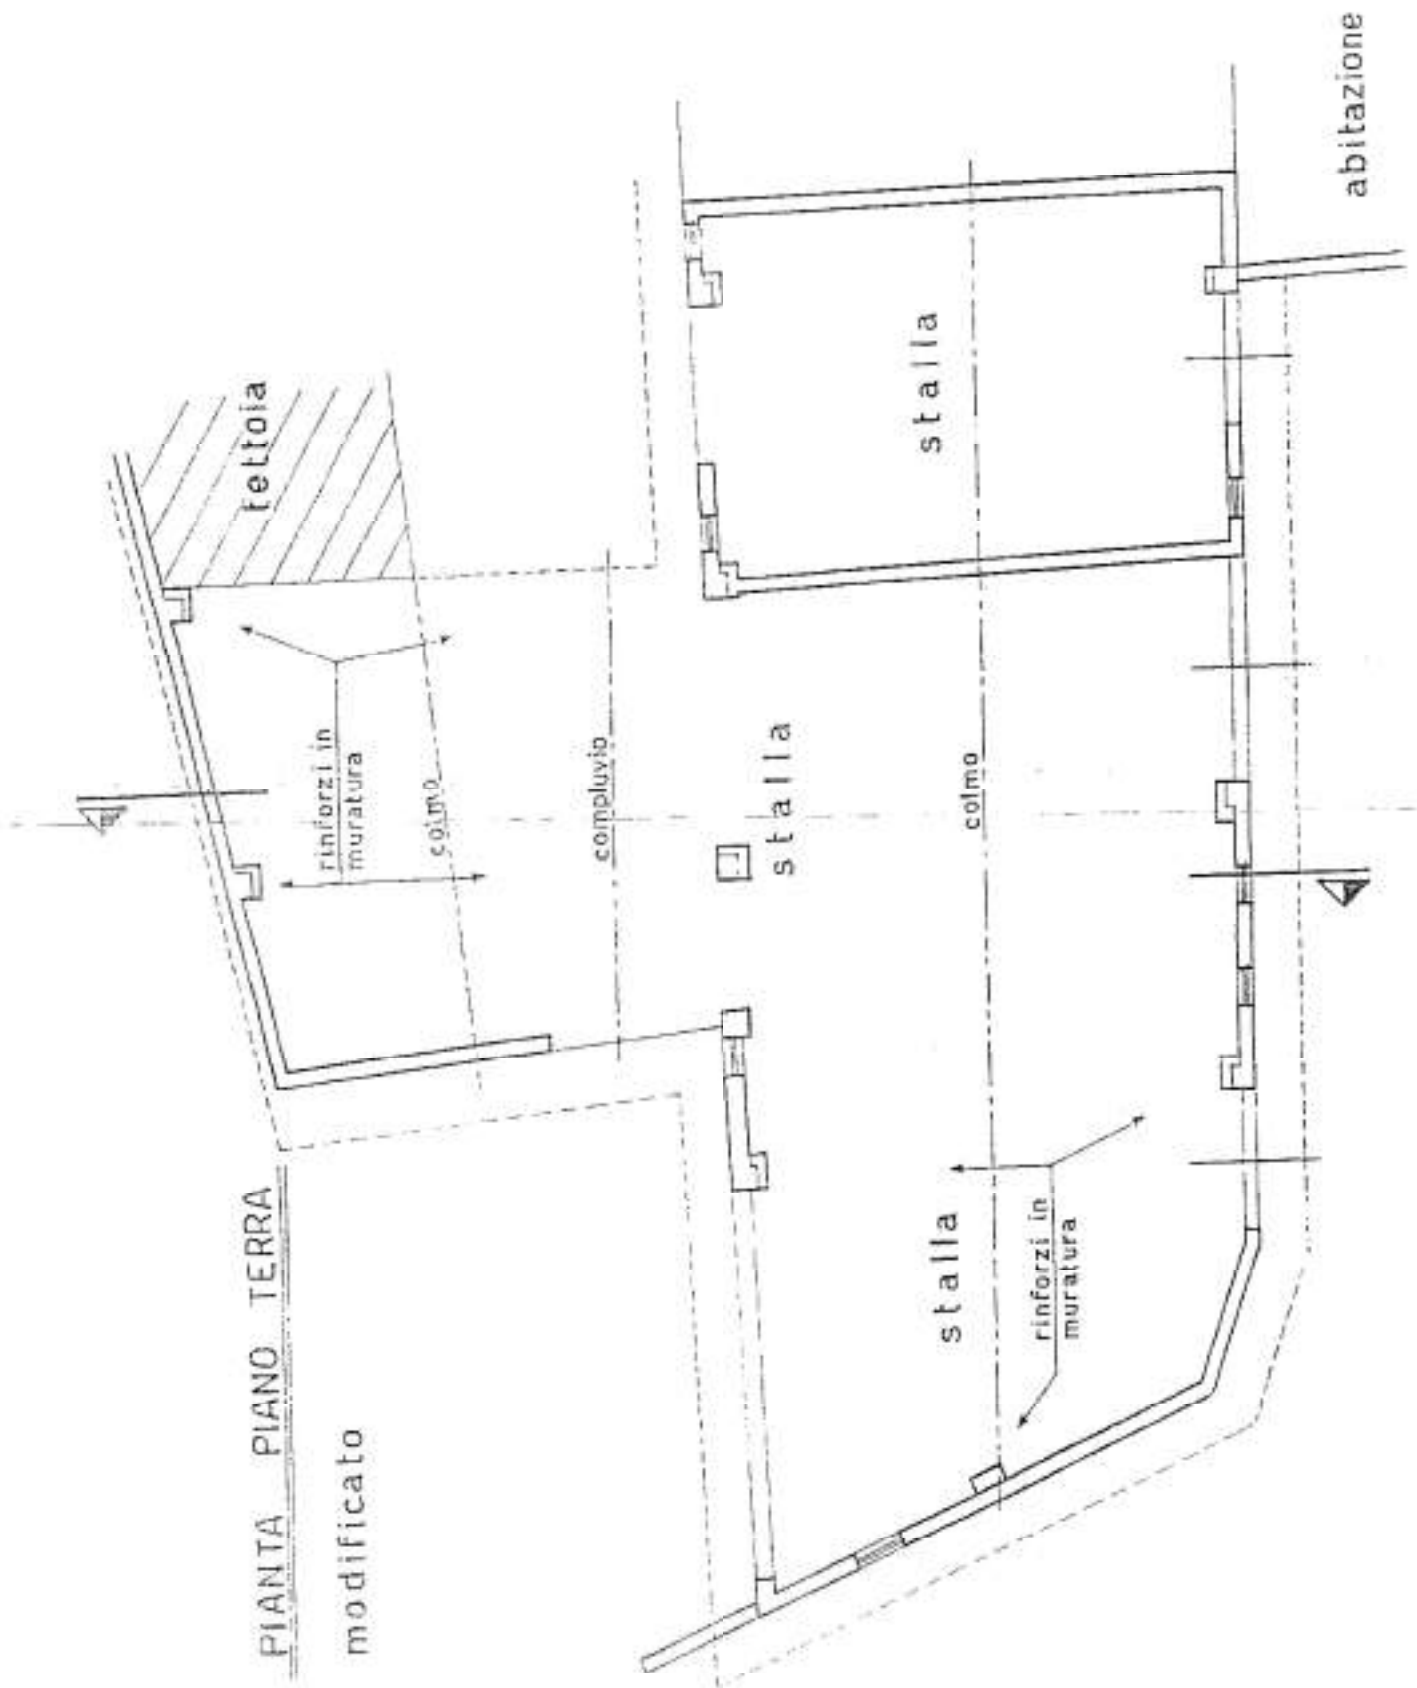 PIANTA PIANO TERRA
modificato
tettoia
rinforzi in
muratura
colmo
compluvio
stalla
stalla
colmo
stalla
rinforzi in
muratura
abitazione